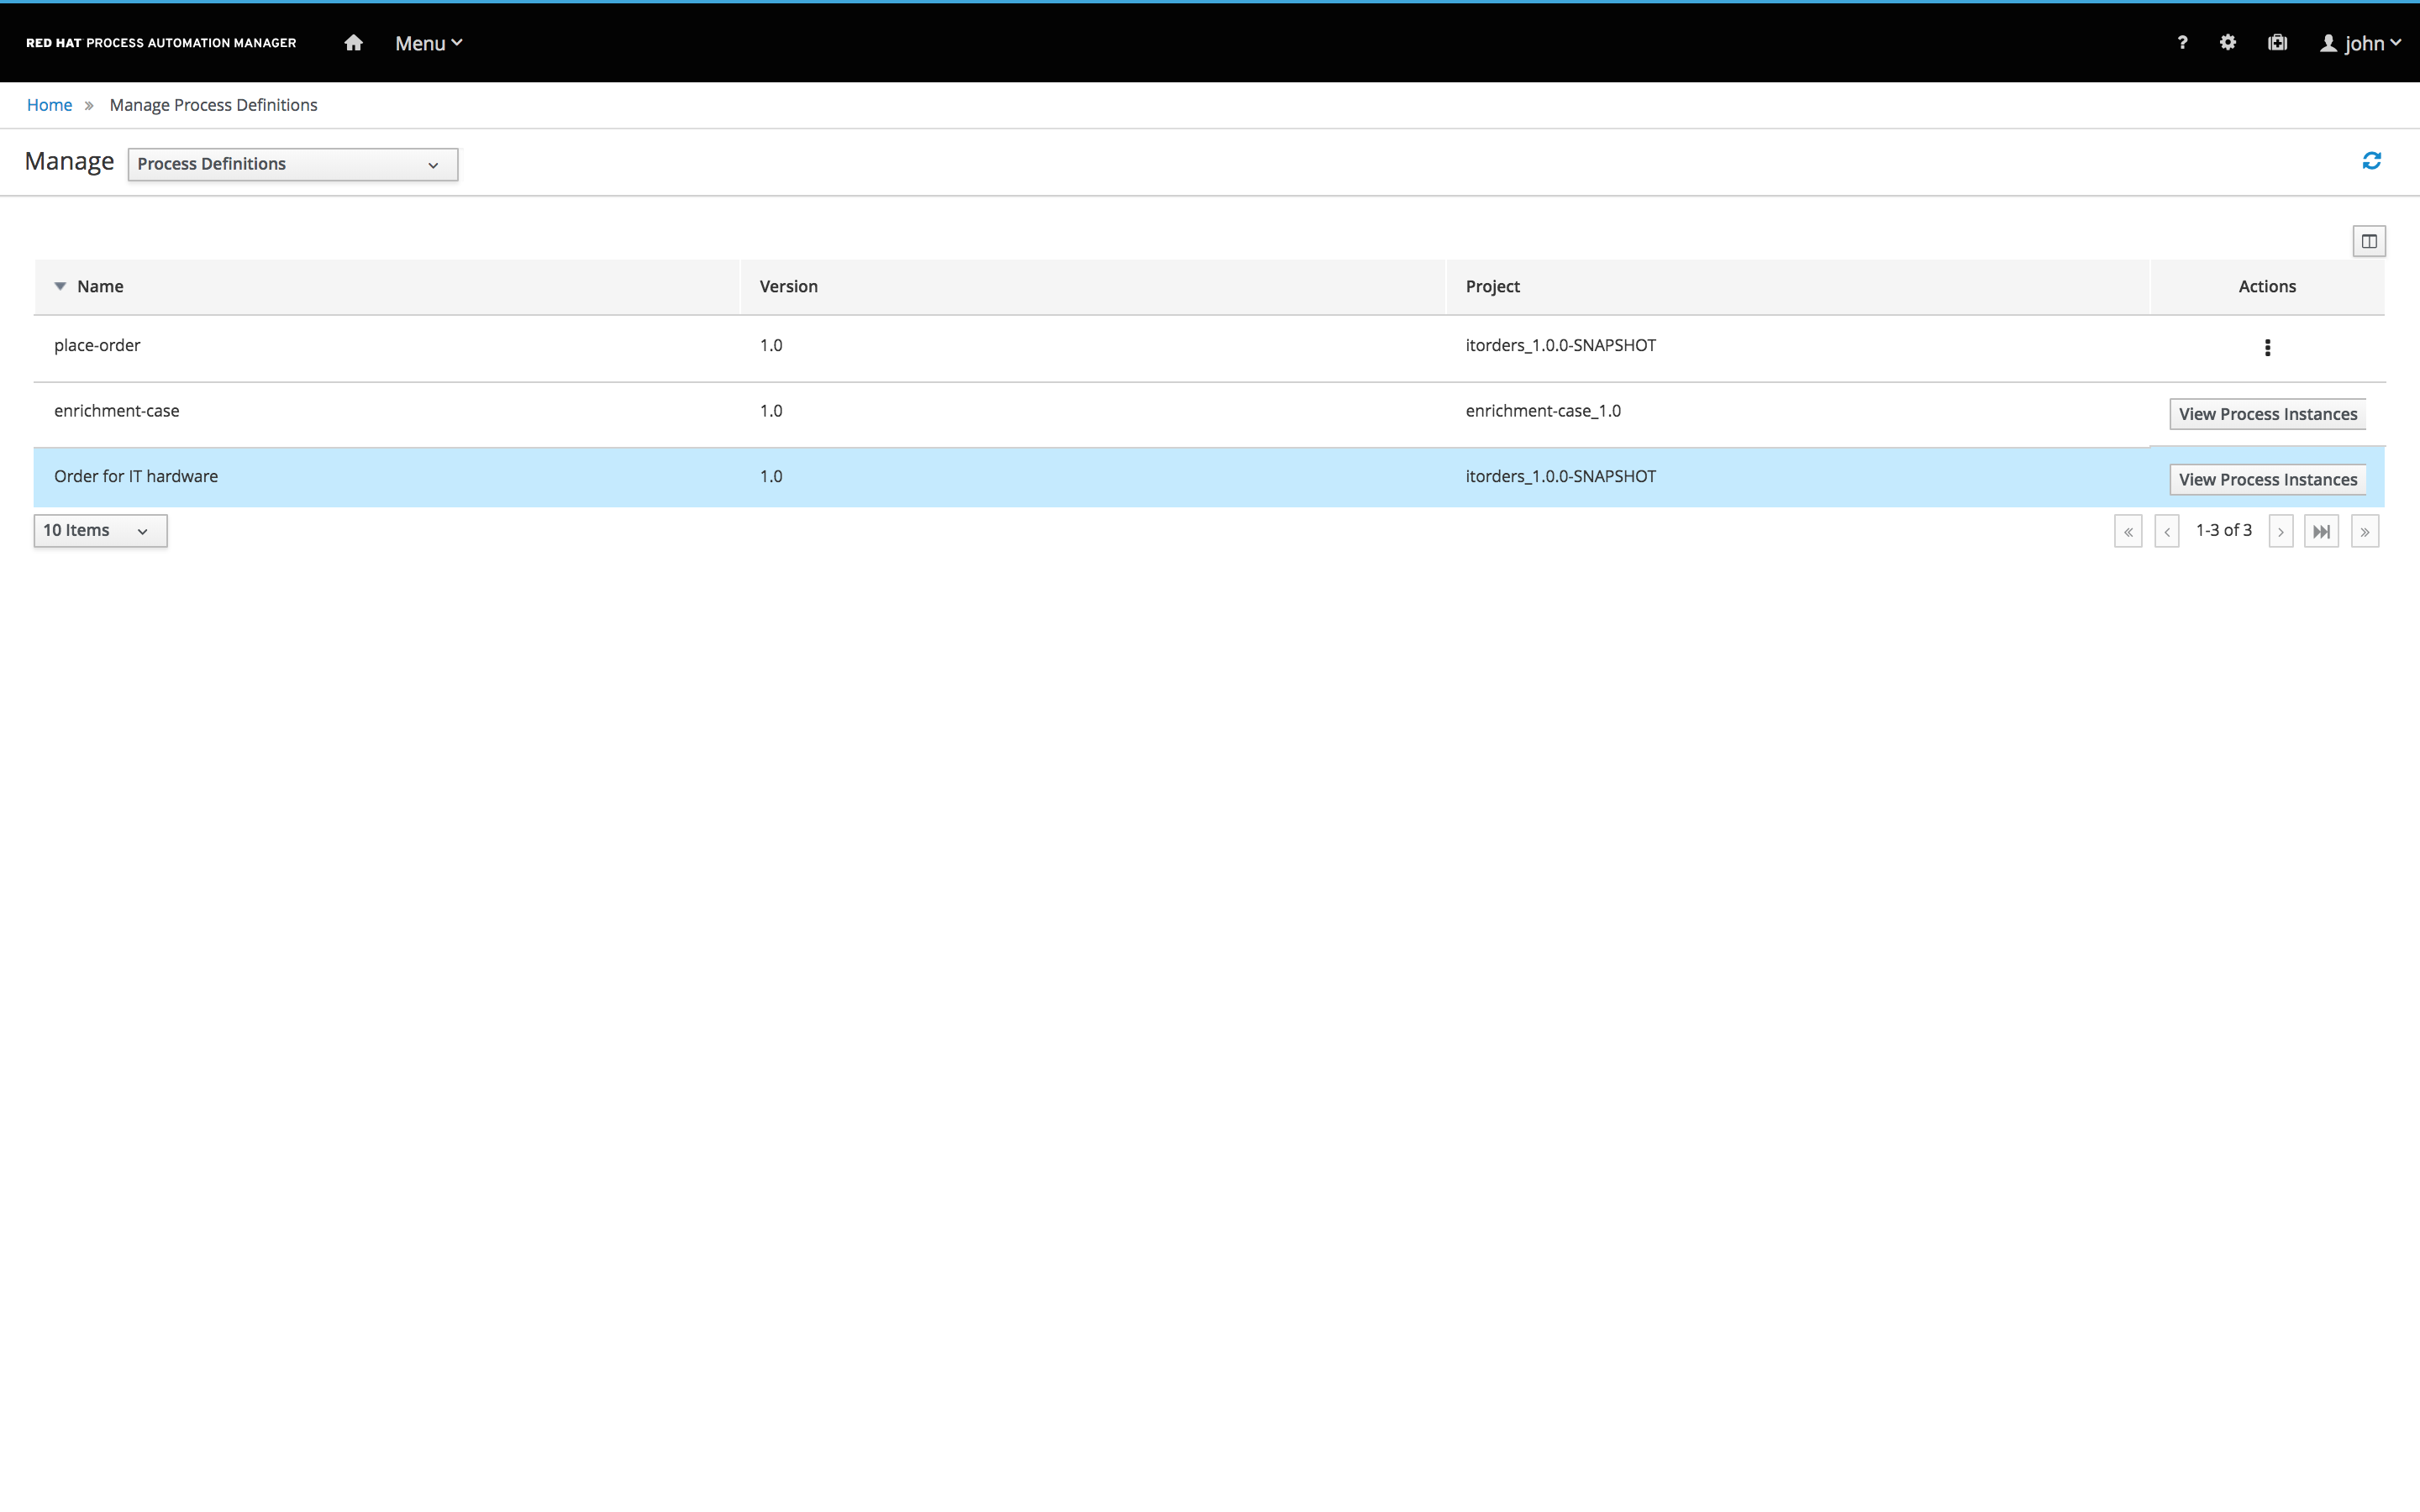 RED HAT PROCESS AUTOMATION MANAGER Menu ? john
Home » Manage Process Definitions
Manage Process Definitions
Name Version Project Actions
place-order 1.0 itorders_1.0.0-SNAPSHOT
enrichment-case 1.0 enrichment-case_1.0 View Process Instances
Order for IT hardware 1.0 itorders_1.0.0-SNAPSHOT View Process Instances
10 Items « ‹ 1-3 of 3 › »